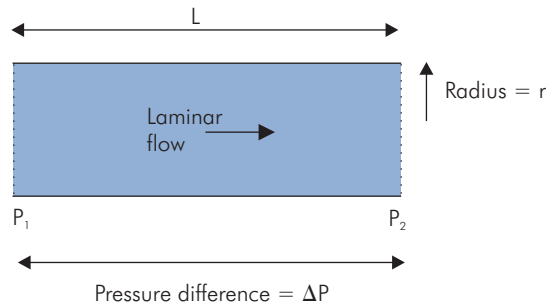 L
Radius = r
Laminar
flow
P₁
P₂
Pressure difference = ΔP